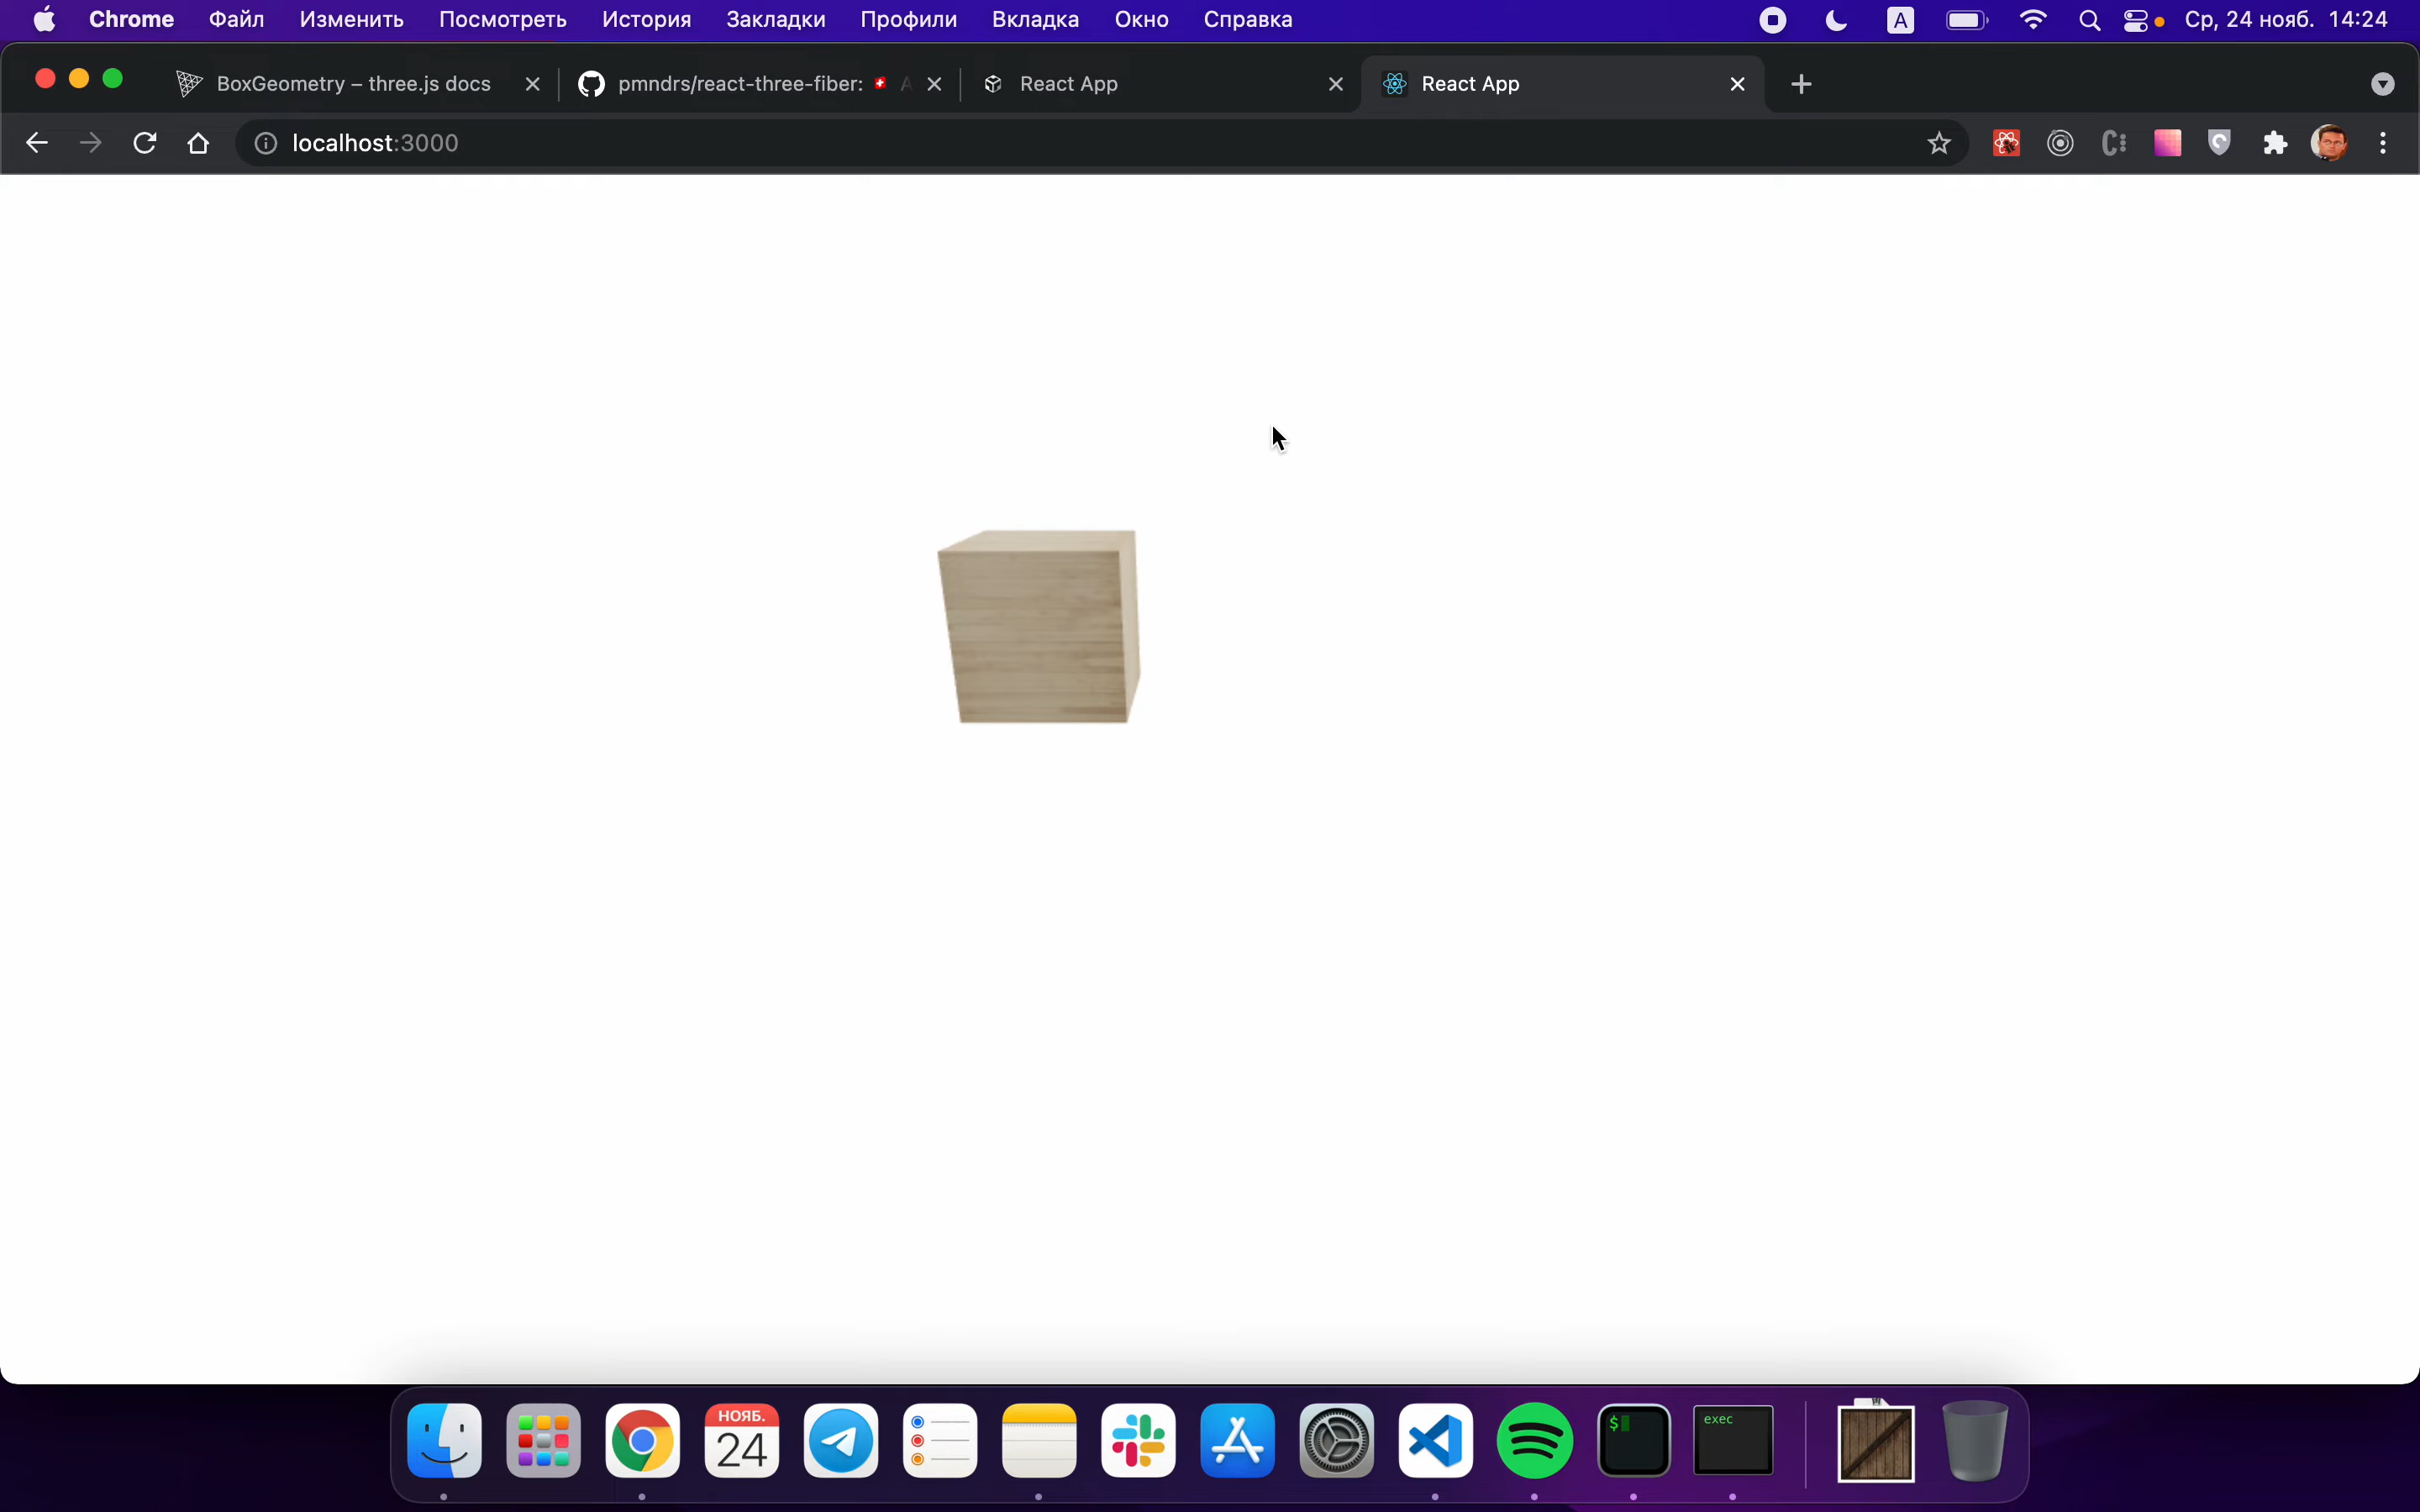 Chrome Файл Изменить Посмотреть История Закладки Профили Вкладка Окно Справка A Ср, 24 нояб. 14:24
BoxGeometry – three.js docs pmndrs/react-three-fiber: A React App React App
localhost:3000
НОЯБ.
24
$
exec